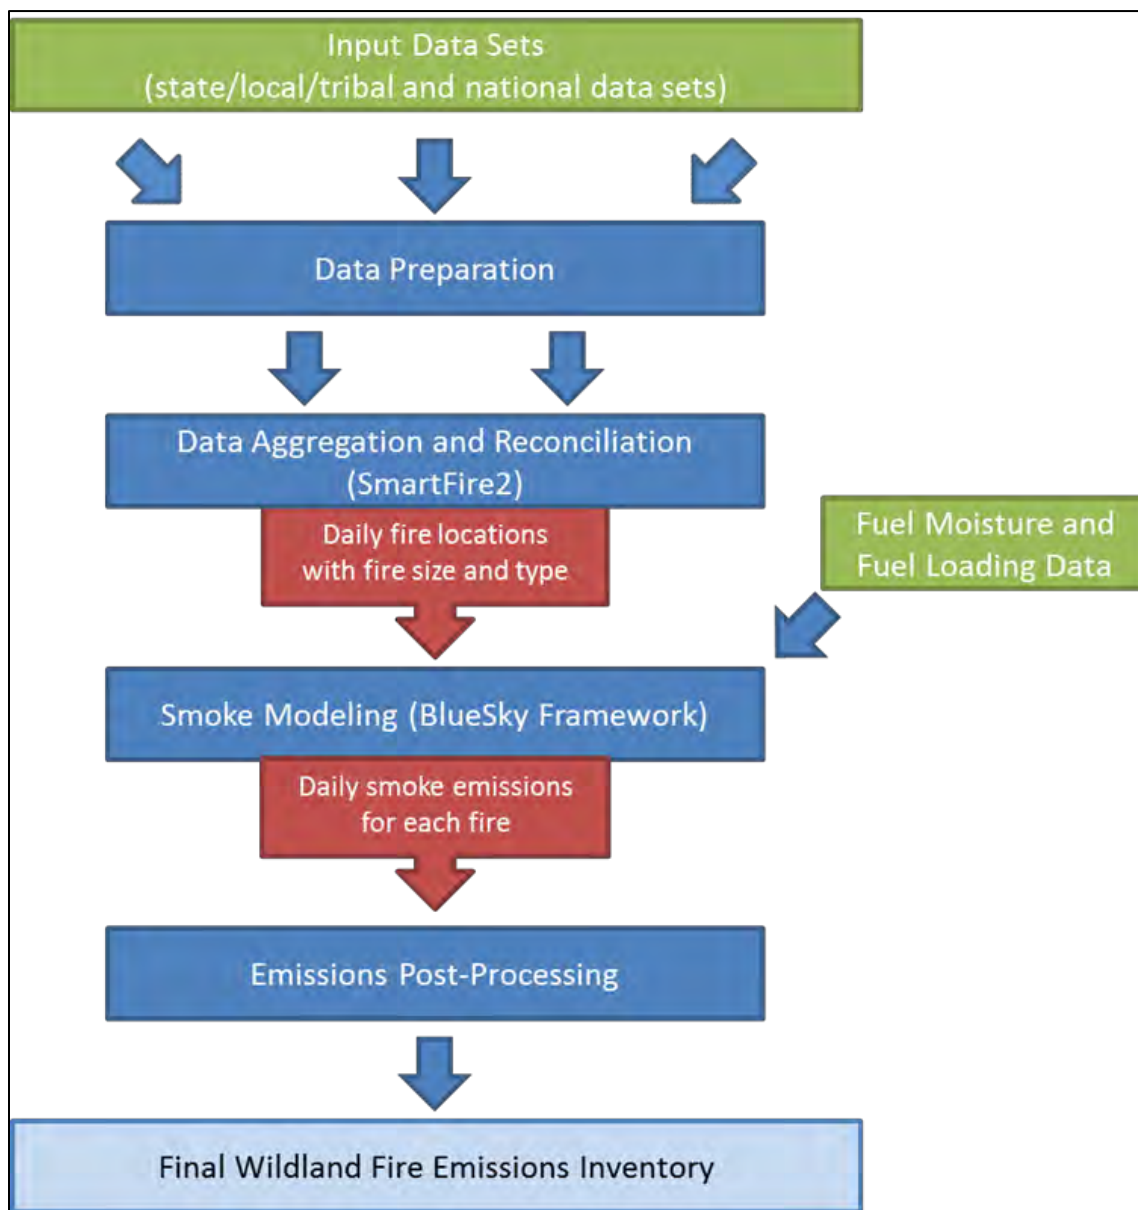 Input Data Sets
(state/local/tribal and national data sets)
Data Preparation
Data Aggregation and Reconciliation
(SmartFire2)
Daily fire locations
with fire size and type
Fuel Moisture and
Fuel Loading Data
Smoke Modeling (BlueSky Framework)
Daily smoke emissions
for each fire
Emissions Post-Processing
Final Wildland Fire Emissions Inventory